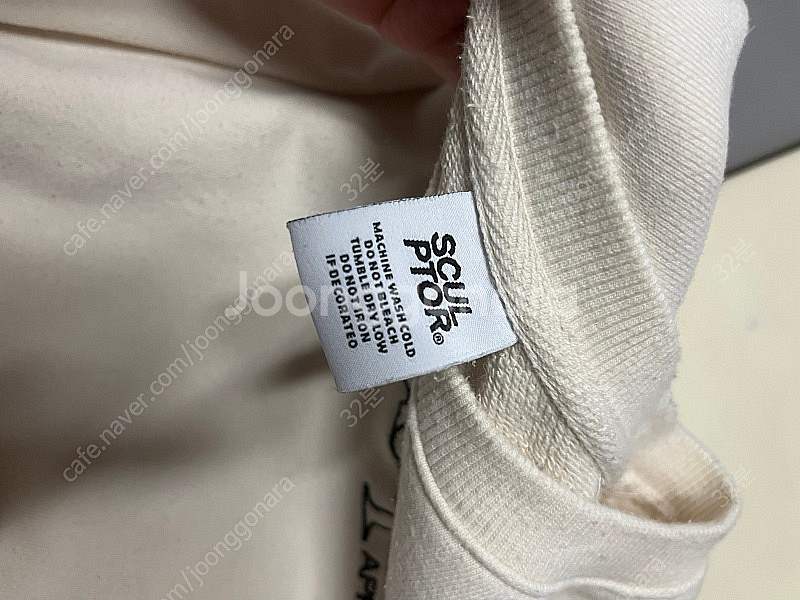 SCUL
PTOR®
MACHINE WASH COLD
DO NOT BLEACH
TUMBLE DRY LOW
DO NOT IRON
IF DECORATED
cafe.naver.com/joonggonara
32분